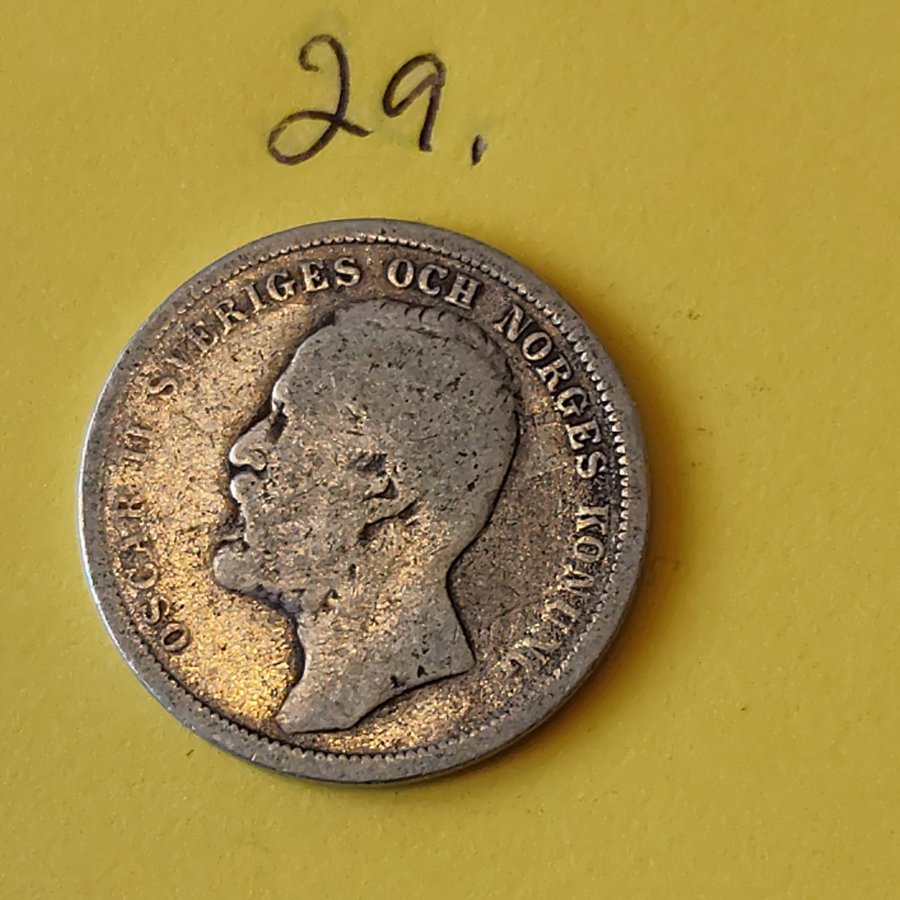 29.
OSCAR II SVERIGES OCH NORGES KONUNG